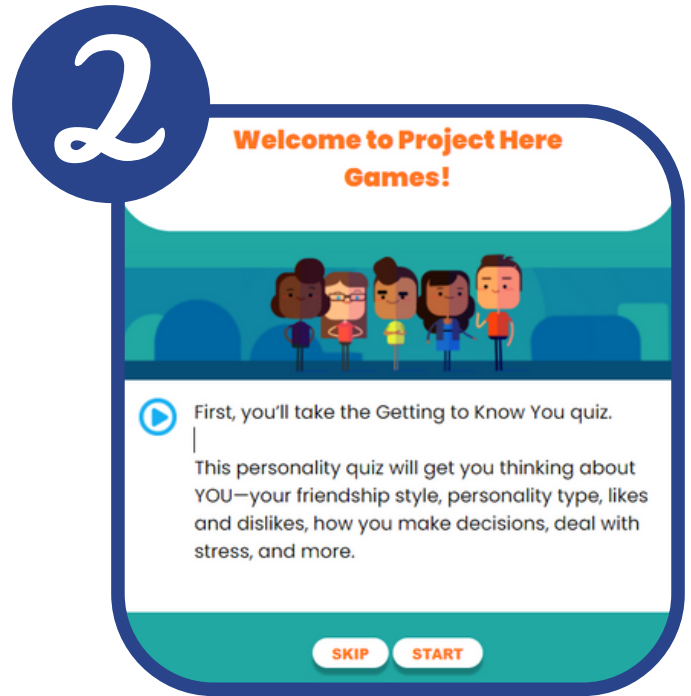 2
Welcome to Project Here
Games!
First, you'll take the Getting to Know You quiz.
This personality quiz will get you thinking about
YOU—your friendship style, personality type, likes
and dislikes, how you make decisions, deal with
stress, and more.
SKIP START